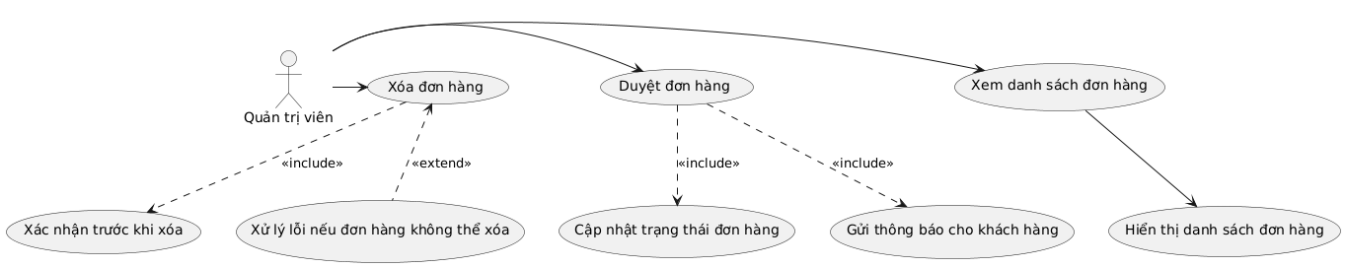 Quản trị viên
Xóa đơn hàng
Duyệt đơn hàng
Xem danh sách đơn hàng
«include»
«extend»
«include»
«include»
Xác nhận trước khi xóa
Xử lý lỗi nếu đơn hàng không thể xóa
Cập nhật trạng thái đơn hàng
Gửi thông báo cho khách hàng
Hiển thị danh sách đơn hàng